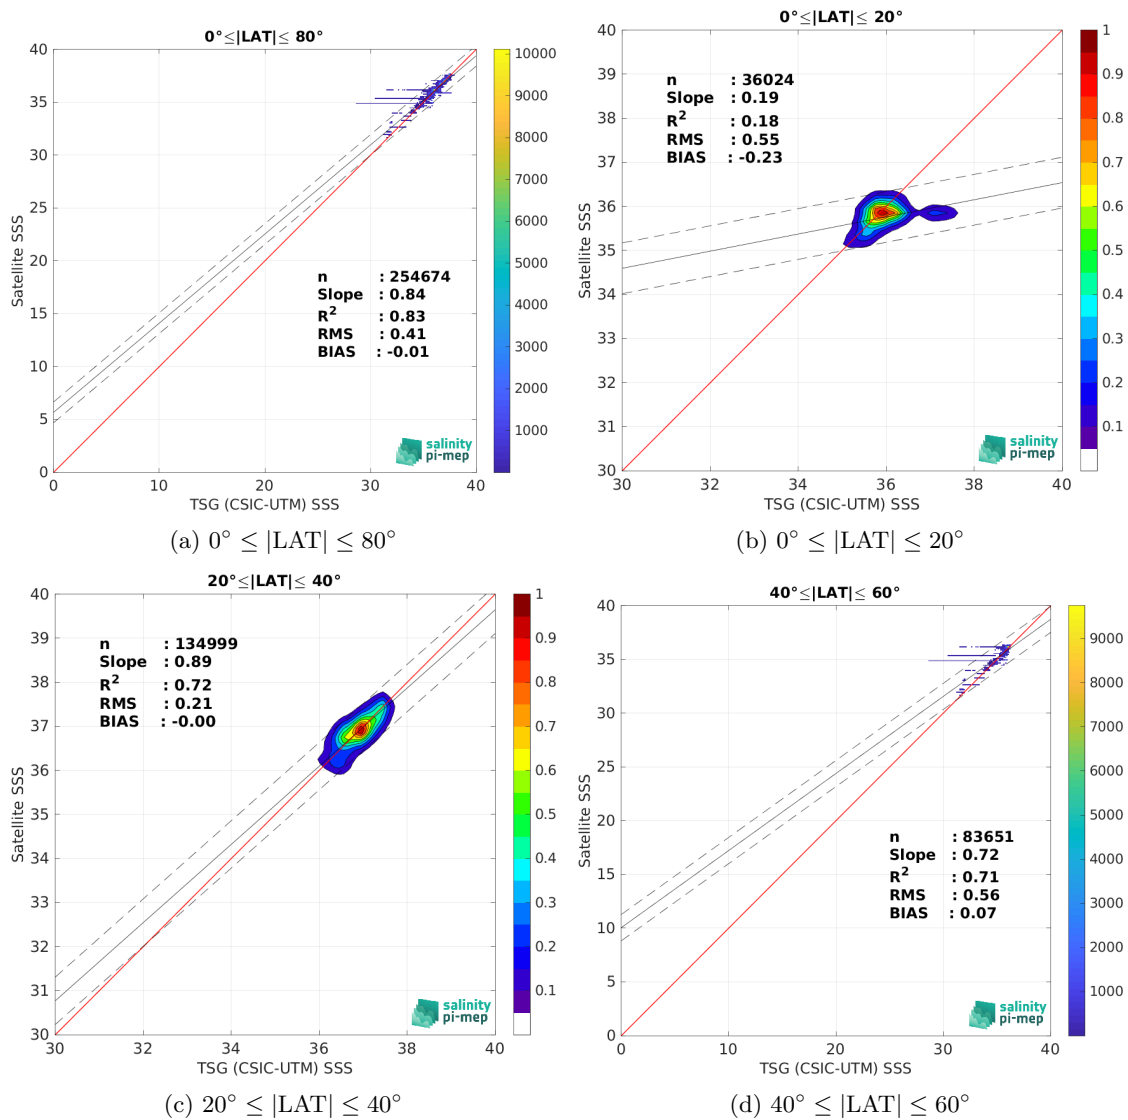 0°≤|LAT|≤ 80°
40
35
30
25
20
15
10
5
0
0
10
20
30
40
Satellite SSS
TSG (CSIC-UTM) SSS
n : 254674
Slope : 0.84
R² : 0.83
RMS : 0.41
BIAS : -0.01
10000
9000
8000
7000
6000
5000
4000
3000
2000
1000
salinity
pi-mep
(a) 0° ≤ |LAT| ≤ 80°
0°≤|LAT|≤ 20°
40
39
38
37
36
35
34
33
32
31
30
30
32
34
36
38
40
Satellite SSS
TSG (CSIC-UTM) SSS
n : 36024
Slope : 0.19
R² : 0.18
RMS : 0.55
BIAS : -0.23
1
0.9
0.8
0.7
0.6
0.5
0.4
0.3
0.2
0.1
salinity
pi-mep
(b) 0° ≤ |LAT| ≤ 20°
20°≤|LAT|≤ 40°
40
39
38
37
36
35
34
33
32
31
30
30
32
34
36
38
40
Satellite SSS
TSG (CSIC-UTM) SSS
n : 134999
Slope : 0.89
R² : 0.72
RMS : 0.21
BIAS : -0.00
1
0.9
0.8
0.7
0.6
0.5
0.4
0.3
0.2
0.1
salinity
pi-mep
(c) 20° ≤ |LAT| ≤ 40°
40°≤|LAT|≤ 60°
40
35
30
25
20
15
10
5
0
0
10
20
30
40
Satellite SSS
TSG (CSIC-UTM) SSS
n : 83651
Slope : 0.72
R² : 0.71
RMS : 0.56
BIAS : 0.07
9000
8000
7000
6000
5000
4000
3000
2000
1000
salinity
pi-mep
(d) 40° ≤ |LAT| ≤ 60°